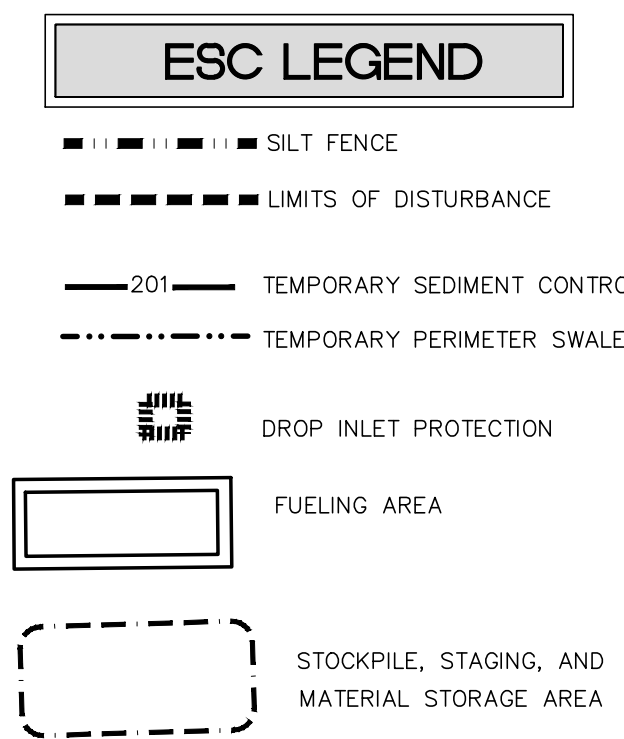 ESC LEGEND
SILT FENCE
LIMITS OF DISTURBANCE
201 TEMPORARY SEDIMENT CONTRO
TEMPORARY PERIMETER SWALE
DROP INLET PROTECTION
FUELING AREA
STOCKPILE, STAGING, AND
MATERIAL STORAGE AREA